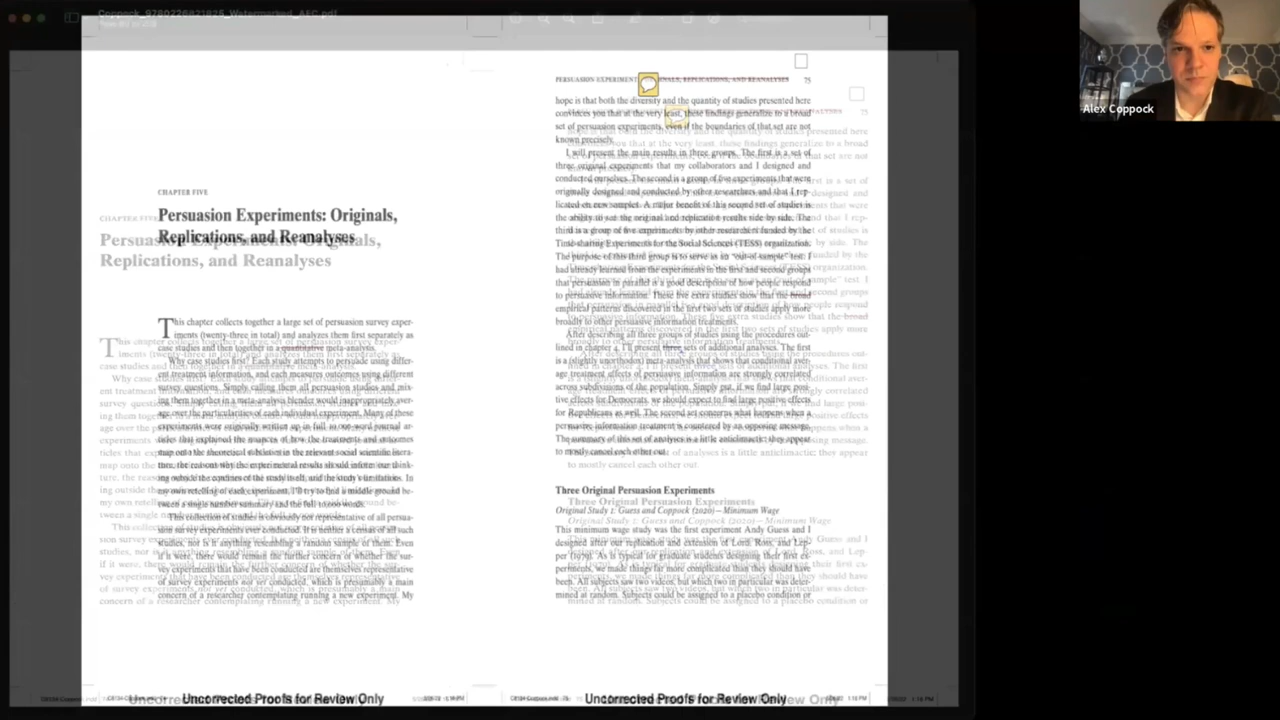 Coppock_9780226821825_Watermarked_AEC.pdf
CHAPTER FIVE
Persuasion Experiments: Originals,
Replications, and Reanalyses
This chapter collects together a large set of persuasion survey exper-
iments (twenty-three in total) and analyzes them first separately as
case studies and then together in a quantitative meta-analysis.
Why case studies first? Each study attempts to persuade using differ-
ent treatment information, and each measures outcomes using different
survey questions. Simply calling them all persuasion studies and mix-
ing them together in a meta-analysis blender would inappropriately aver-
age over the particularities of each individual experiment. Many of these
experiments were originally written up in full 10,000 word journal ar-
ticles that explained the nuances of how the treatments and outcomes
map onto the theoretical subtleties in the relevant social scientific litera-
ture, the reasons why the experimental results should inform our think-
ing outside the confines of the study itself, and the study's limitations. In
my own retelling of each experiment, I'll try to find a middle ground be-
tween a single number summary and the full 10,000 words.
This collection of studies is obviously not representative of all persua-
sion survey experiments ever conducted. It is neither a census of all such
studies, nor is it anything resembling a random sample of them. Even
if it were, there would remain the further concern of whether the sur-
vey experiments that have been conducted are themselves representative
of survey experiments not yet conducted, which is presumably a main
concern of a researcher contemplating running a new experiment. My
Uncorrected Proofs for Review Only
PERSUASION EXPERIMENTS: ORIGINALS, REPLICATIONS, AND REANALYSES 75
hope is that both the diversity and the quantity of studies presented here
convinces you that at the very least, these findings generalize to a broad
set of persuasion experiments, even if the boundaries of that set are not
known precisely.
I will present the main results in three groups. The first is a set of
three original experiments that my collaborators and I designed and
conducted ourselves. The second is a group of five experiments that were
originally designed and conducted by other researchers and that I rep-
licated on new samples. A major benefit of this second set of studies is
the ability to set the original and replication results side by side. The
third is a group of five experiments by other researchers funded by the
Time-sharing Experiments for the Social Sciences (TESS) organization.
The purpose of this third group is to serve as an "out-of-sample" test. I
had already learned from the experiments in the first and second groups
that persuasion in parallel is a good description of how people respond
to persuasive information. These five extra studies show that the broad
empirical patterns discovered in the first two sets of studies apply more
broadly to other persuasive information treatments.
After describing all three groups of studies using the procedures out-
lined in chapter 4, I'll present three sets of additional analyses. The first
is a (slightly unorthodox) meta-analysis that shows that conditional aver-
age treatment effects of persuasive information are strongly correlated
across subdivisions of the population. Simply put, if we find large posi-
tive effects for Democrats, we should expect to find large positive effects
for Republicans as well. The second set concerns what happens when a
persuasive information treatment is countered by an opposing message.
The summary of this set of analyses is a little anticlimactic; they appear
to mostly cancel each other out.
Three Original Persuasion Experiments
Original Study 1: Guess and Coppock (2020)—Minimum Wage
This minimum wage study was the first experiment Andy Guess and I
designed after our replication and extension of Lord, Ross, and Lep-
per (1979). As is typical for graduate students designing their first ex-
periments, we made things far more complicated than they should have
been. All subjects saw two videos, but which two in particular was deter-
mined at random. Subjects could be assigned to a placebo condition or
Uncorrected Proofs for Review Only
Alex Coppock